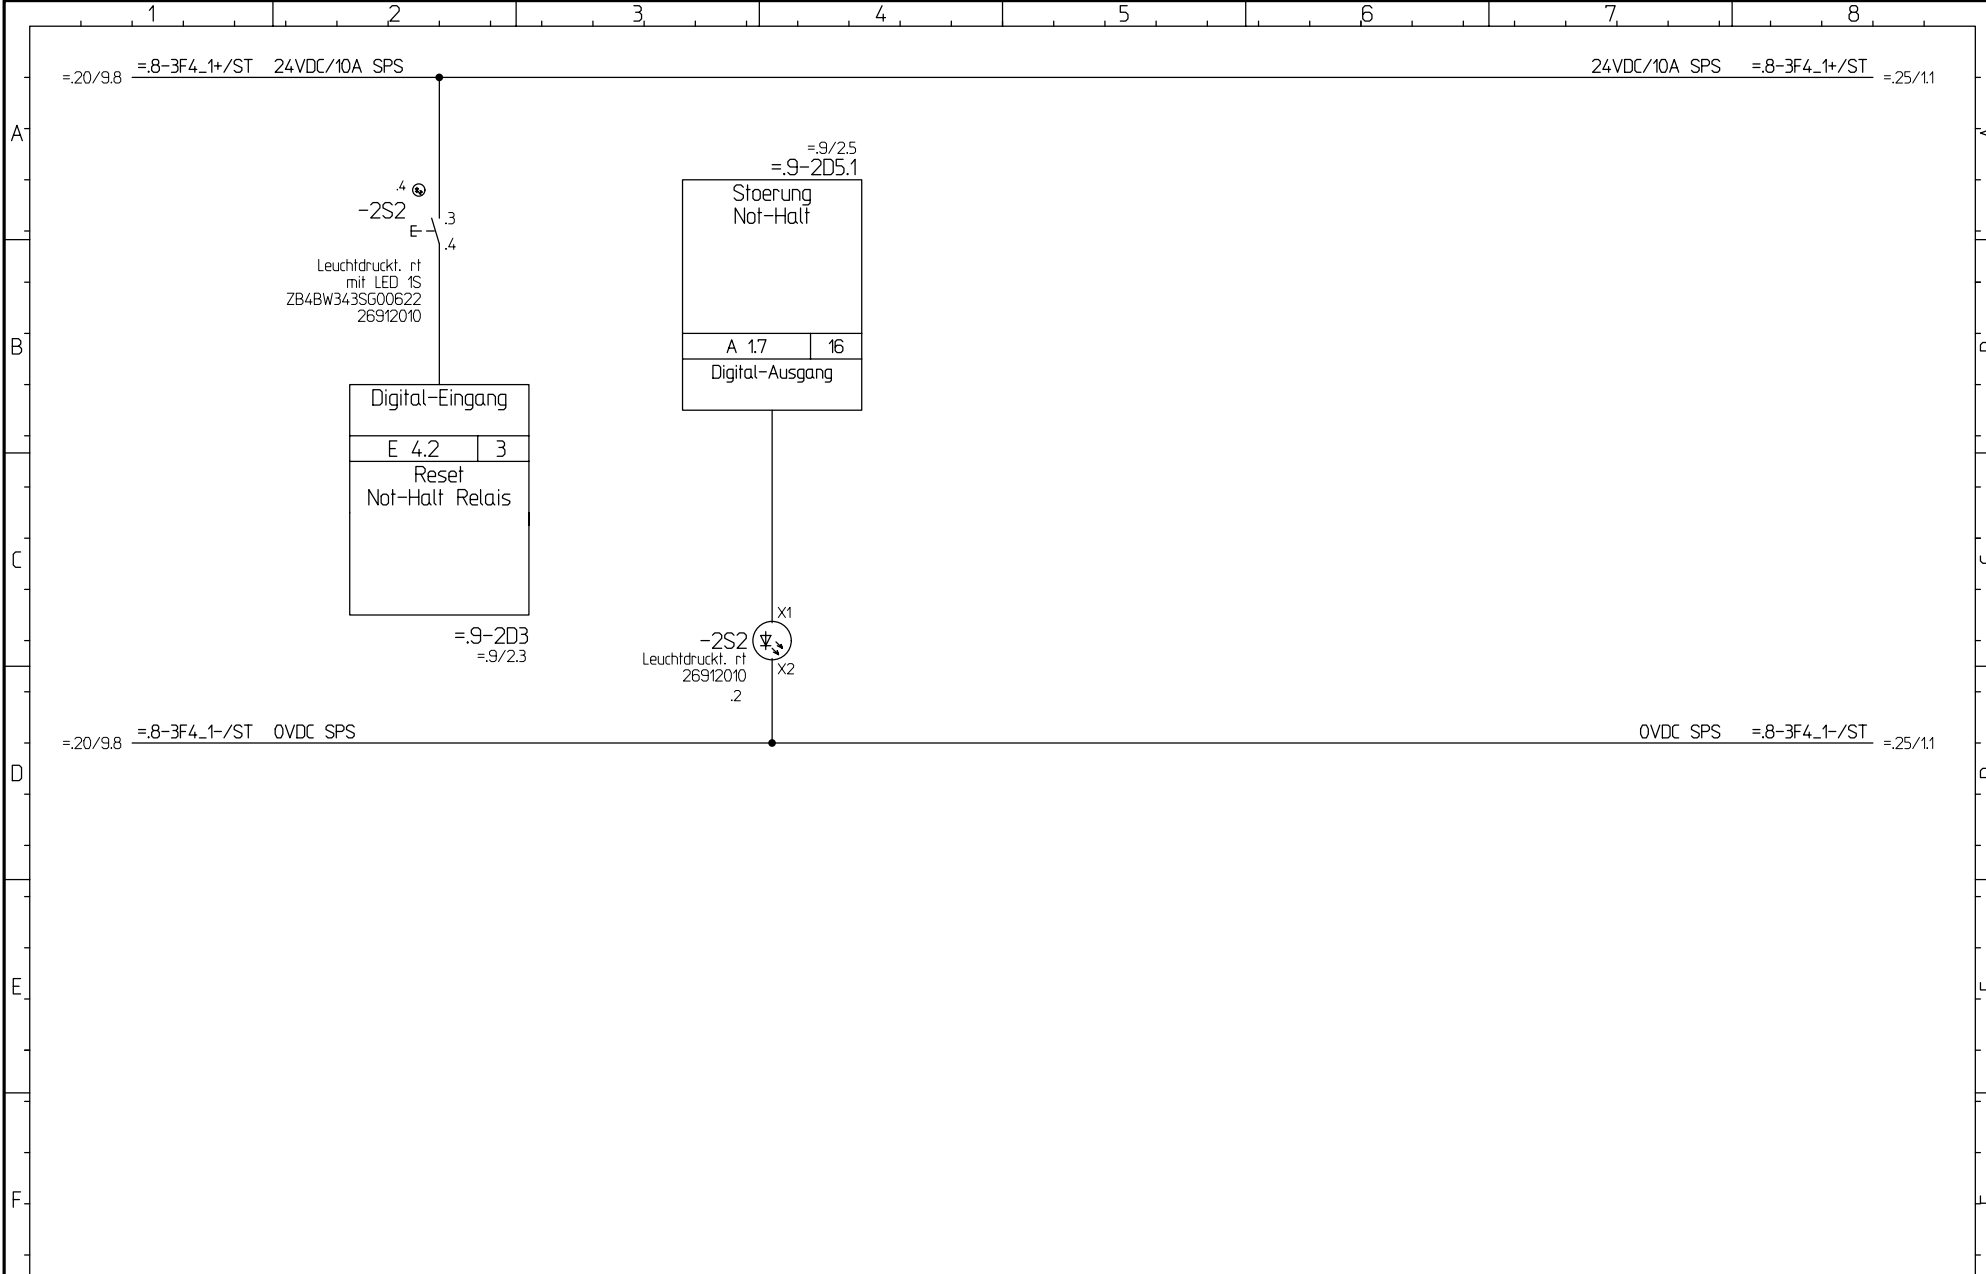 1 2 3 4 5 6 7 8
=.20/9.8 =.8-3F4_1+/ST 24VDC/10A SPS
24VDC/10A SPS =.8-3F4_1+/ST =.25/1.1
A
.4
-2S2
.3
.4
Leuchtdruckt. rt
mit LED 1S
ZB4BW343SG00622
26912010
=.9/2.5
=.9-2D5.1
Stoerung
Not-Halt
A 1.7 16
Digital-Ausgang
B
Digital-Eingang
E 4.2 3
Reset
Not-Halt Relais
C
=.9-2D3
=.9/2.3
X1
-2S2
Leuchtdruckt. rt
26912010
X2
.2
=.20/9.8 =.8-3F4_1-/ST 0VDC SPS
0VDC SPS =.8-3F4_1-/ST =.25/1.1
D
E
F